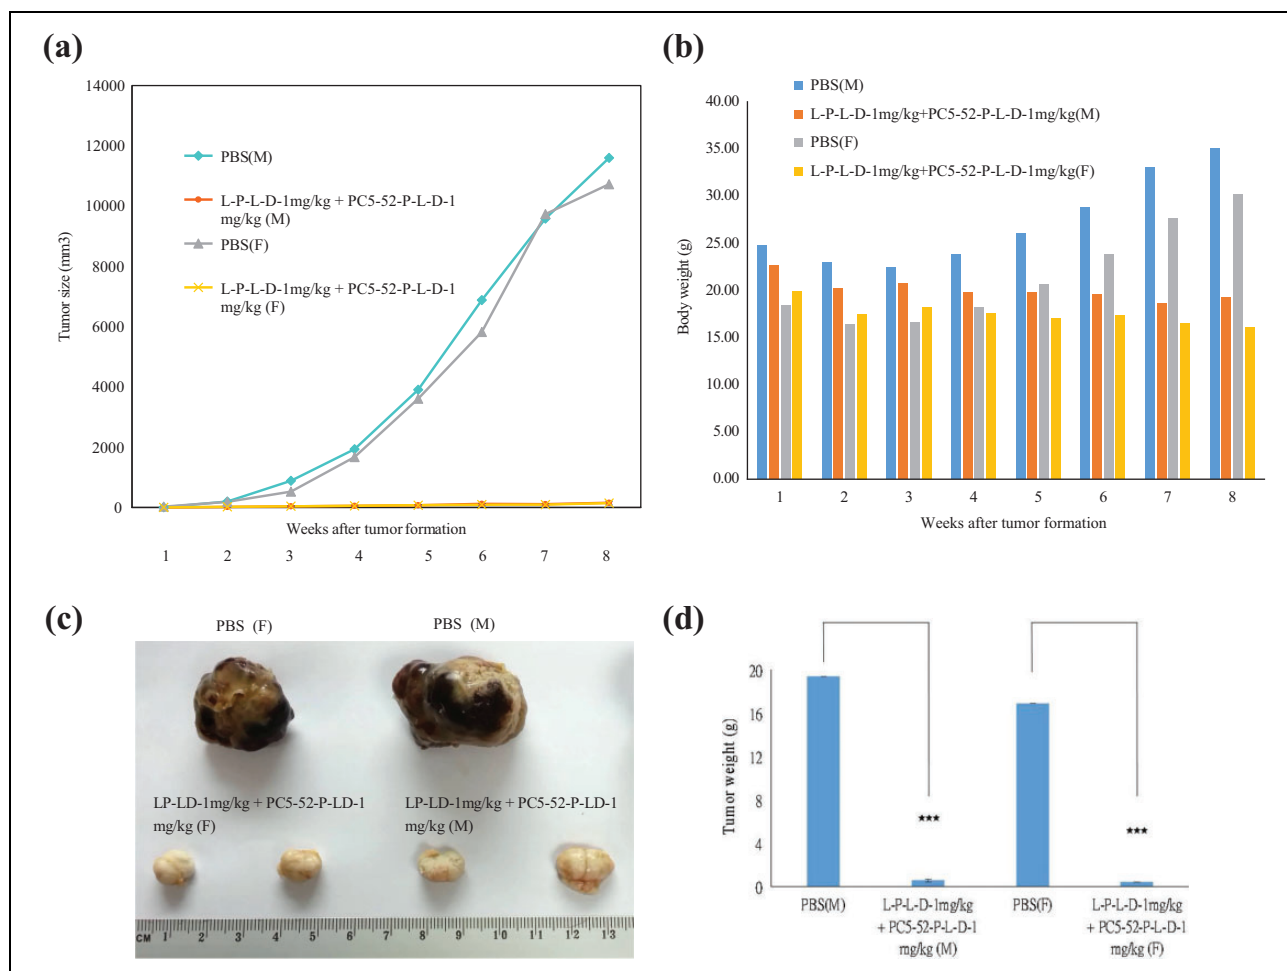 (a)
14000
12000
10000
8000
6000
4000
2000
0
Tumor size (mm3)
PBS(M)
L-P-L-D-1mg/kg + PC5-52-P-L-D-1
mg/kg (M)
PBS(F)
L-P-L-D-1mg/kg + PC5-52-P-L-D-1
mg/kg (F)
Weeks after tumor formation
1 2 3 4 5 6 7 8
(b)
PBS(M)
L-P-L-D-1mg/kg+PC5-52-P-L-D-1mg/kg(M)
PBS(F)
L-P-L-D-1mg/kg+PC5-52-P-L-D-1mg/kg(F)
40.00
35.00
30.00
25.00
20.00
15.00
10.00
5.00
0.00
Body weight (g)
1 2 3 4 5 6 7 8
Weeks after tumor formation
(c)
PBS (F) PBS (M)
LP-LD-1mg/kg + PC5-52-P-LD-1
mg/kg (F)
LP-LD-1mg/kg + PC5-52-P-LD-1
mg/kg (M)
CM 1 2 3 4 5 6 7 8 9 10 11 12 13
(d)
20
16
12
8
4
0
Tumor weight (g)
***
***
PBS(M)
L-P-L-D-1mg/kg
+ PC5-52-P-L-D-1
mg/kg (M)
PBS(F)
L-P-L-D-1mg/kg
+ PC5-52-P-L-D-1
mg/kg (F)